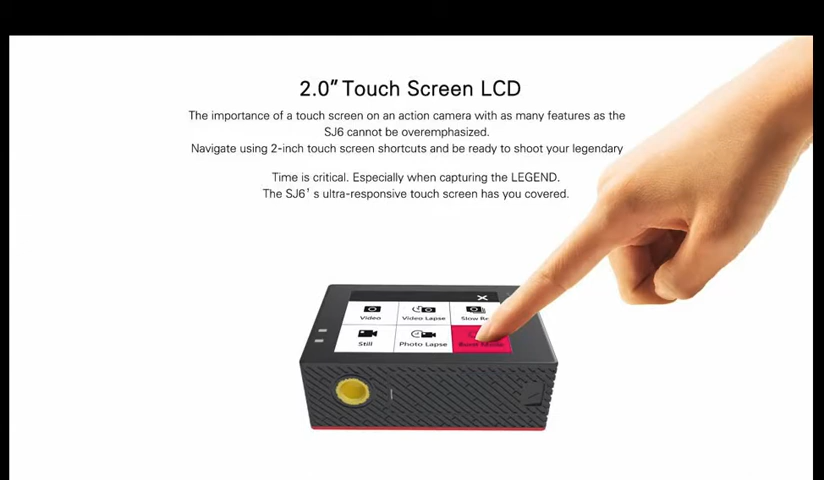 2.0” Touch Screen LCD
The importance of a touch screen on an action camera with as many features as the
SJ6 cannot be overemphasized.
Navigate using 2-inch touch screen shortcuts and be ready to shoot your legendary
Time is critical. Especially when capturing the LEGEND.
The SJ6's ultra-responsive touch screen has you covered.
X
Video Video Lapse Slow
Still Photo Lapse